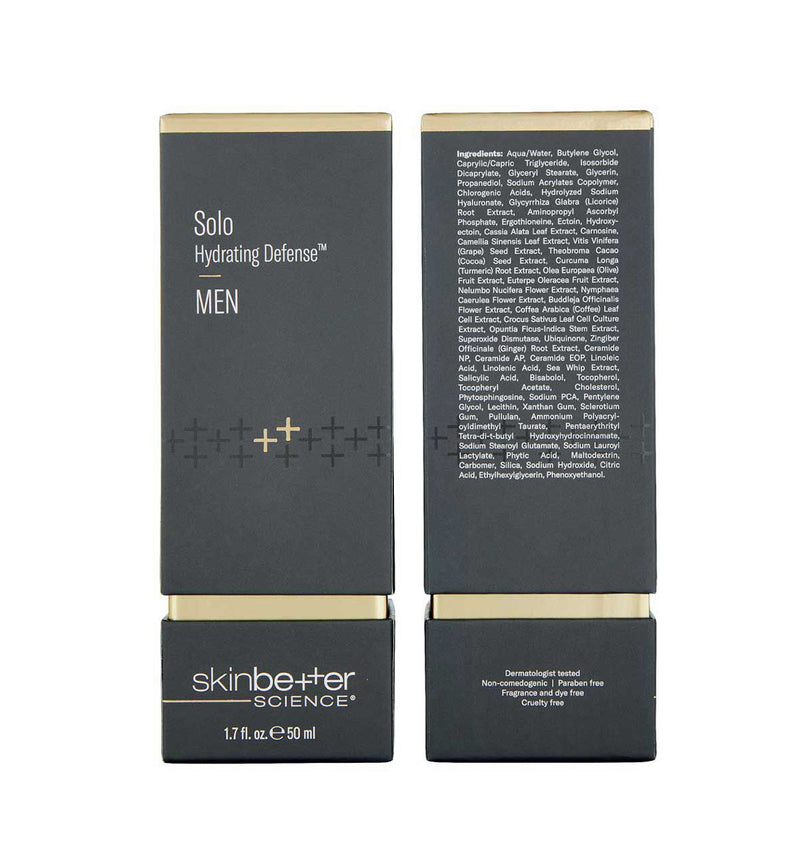 Solo
Hydrating Defense™
MEN
skinbetter
SCIENCE®
1.7 fl. oz. ℮ 50 ml
Ingredients: Aqua/Water, Butylene Glycol,
Caprylic/Capric Triglyceride, Isosorbide
Dicaprylate, Glyceryl Stearate, Glycerin,
Propanediol, Sodium Acrylates Copolymer,
Chlorogenic Acids, Hydrolyzed Sodium
Hyaluronate, Glycyrrhiza Glabra (Licorice)
Root Extract, Aminopropyl Ascorbyl
Phosphate, Ergothioneine, Ectoin, Hydroxy-
ectoin, Cassia Alata Leaf Extract, Carnosine,
Camellia Sinensis Leaf Extract, Vitis Vinifera
(Grape) Seed Extract, Theobroma Cacao
(Cocoa) Seed Extract, Curcuma Longa
(Turmeric) Root Extract, Olea Europaea (Olive)
Fruit Extract, Euterpe Oleracea Fruit Extract,
Nelumbo Nucifera Flower Extract, Nymphaea
Caerulea Flower Extract, Buddleja Officinalis
Flower Extract, Coffea Arabica (Coffee) Leaf
Cell Extract, Crocus Sativus Leaf Cell Culture
Extract, Opuntia Ficus-Indica Stem Extract,
Superoxide Dismutase, Ubiquinone, Zingiber
Officinale (Ginger) Root Extract, Ceramide
NP, Ceramide AP, Ceramide EOP, Linoleic
Acid, Linolenic Acid, Sea Whip Extract,
Salicylic Acid, Bisabolol, Tocopherol,
Tocopheryl Acetate, Cholesterol,
Phytosphingosine, Sodium PCA, Pentylene
Glycol, Lecithin, Xanthan Gum, Sclerotium
Gum, Pullulan, Ammonium Polyacryl-
oyldimethyl Taurate, Pentaerythrityl
Tetra-di-t-butyl Hydroxyhydrocinnamate,
Sodium Stearoyl Glutamate, Sodium Lauroyl
Lactylate, Phytic Acid, Maltodextrin,
Carbomer, Silica, Sodium Hydroxide, Citric
Acid, Ethylhexylglycerin, Phenoxyethanol.
Dermatologist tested
Non-comedogenic | Paraben free
Fragrance and dye free
Cruelty free